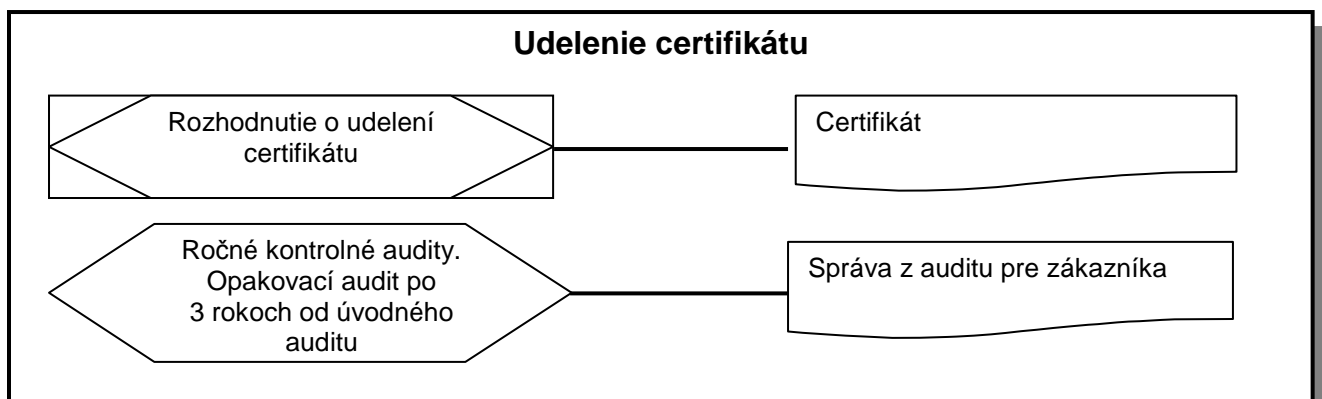 Udelenie certifikátu
Rozhodnutie o udelení
certifikátu
Certifikát
Ročné kontrolné audity.
Opakovací audit po
3 rokoch od úvodného
auditu
Správa z auditu pre zákazníka